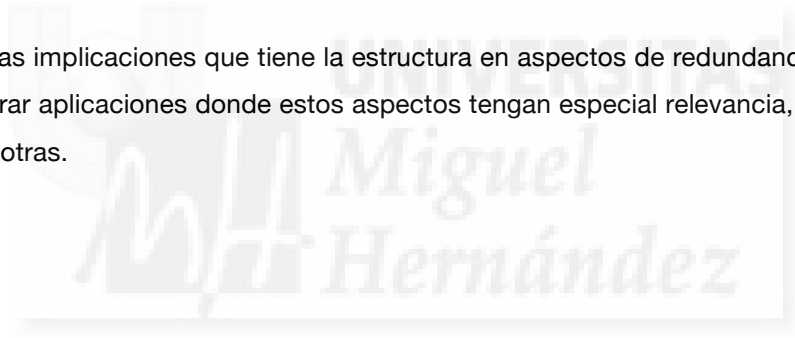 as implicaciones que tiene la estructura en aspectos de redundanc
UNIVERSITAS
rar aplicaciones donde estos aspectos tengan especial relevancia,
otras.
Miguel
Hernández